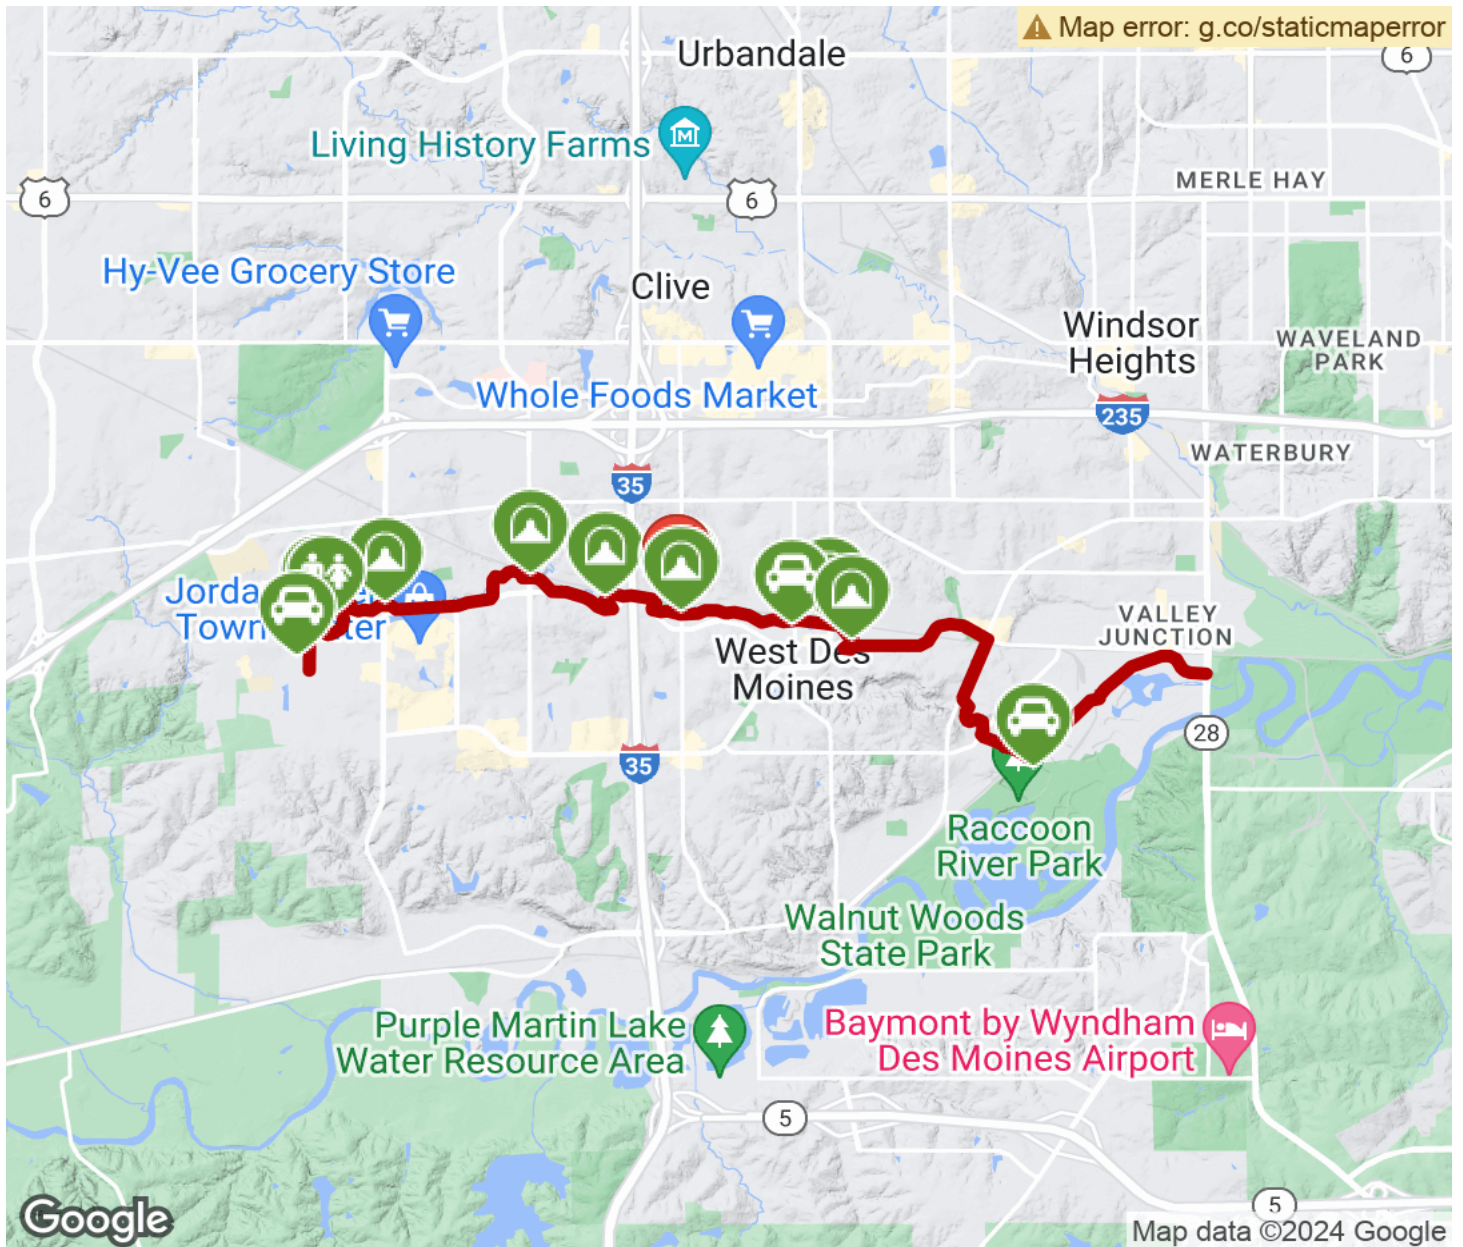 Map error: g.co/staticmaperror
Urbandale
6
Living History Farms
M
MERLE HAY
6
6
Hy-Vee Grocery Store
Clive
Windsor
Heights
WAVELAND
PARK
Whole Foods Market
235
WATERBURY
35
Jorda
Town
ter
VALLEY
JUNCTION
West Des
Moines
28
35
Raccoon
River Park
Walnut Woods
State Park
Purple Martin Lake
Water Resource Area
Baymont by Wyndham
Des Moines Airport
5
5
Google
Map data ©2024 Google